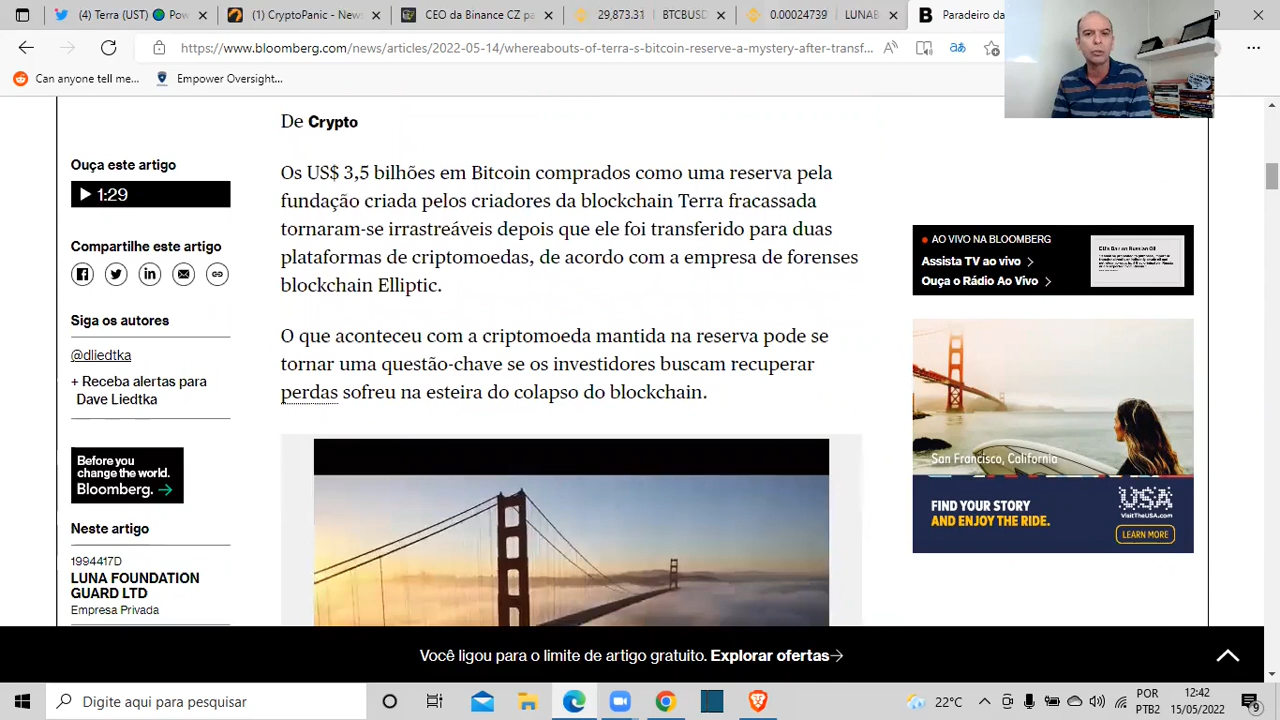 (1) Twitter
Pow
(4) CryptoPanic - News
CEO da Binance CZ pa
29,873.31 | BTCBUSD
0.00024739 | LUNAB
Paradeiro da
https://www.bloomberg.com/news/articles/2022-05-14/whereabouts-of-terra-s-bitcoin-reserve-a-mystery-after-transf...
Can anyone tell me...
Empower Oversight...
De Crypto
Ouça este artigo
1:29
Compartilhe este artigo
Siga os autores
@dliedtka
+ Receba alertas para
Dave Liedtka
Before you
change the world.
Bloomberg. →
Neste artigo
1994417D
LUNA FOUNDATION
GUARD LTD
Empresa Privada
Os US$ 3,5 bilhões em Bitcoin comprados como uma reserva pela
fundação criada pelos criadores da blockchain Terra fracassada
tornaram-se irrastreáveis depois que ele foi transferido para duas
plataformas de criptomoedas, de acordo com a empresa de forenses
blockchain Elliptic.
O que aconteceu com a criptomoeda mantida na reserva pode se
tornar uma questão-chave se os investidores buscam recuperar
perdas sofreu na esteira do colapso do blockchain.
AO VIVO NA BLOOMBERG
Assista TV ao vivo
Ouça o Rádio Ao Vivo
San Francisco, California
FIND YOUR STORY
AND ENJOY THE RIDE.
USA
VisitTheUSA.com
LEARN MORE
Você ligou para o limite de artigo gratuito. Explorar ofertas→
Digite aqui para pesquisar
22°C
POR
PTB2
12:42
15/05/2022
9